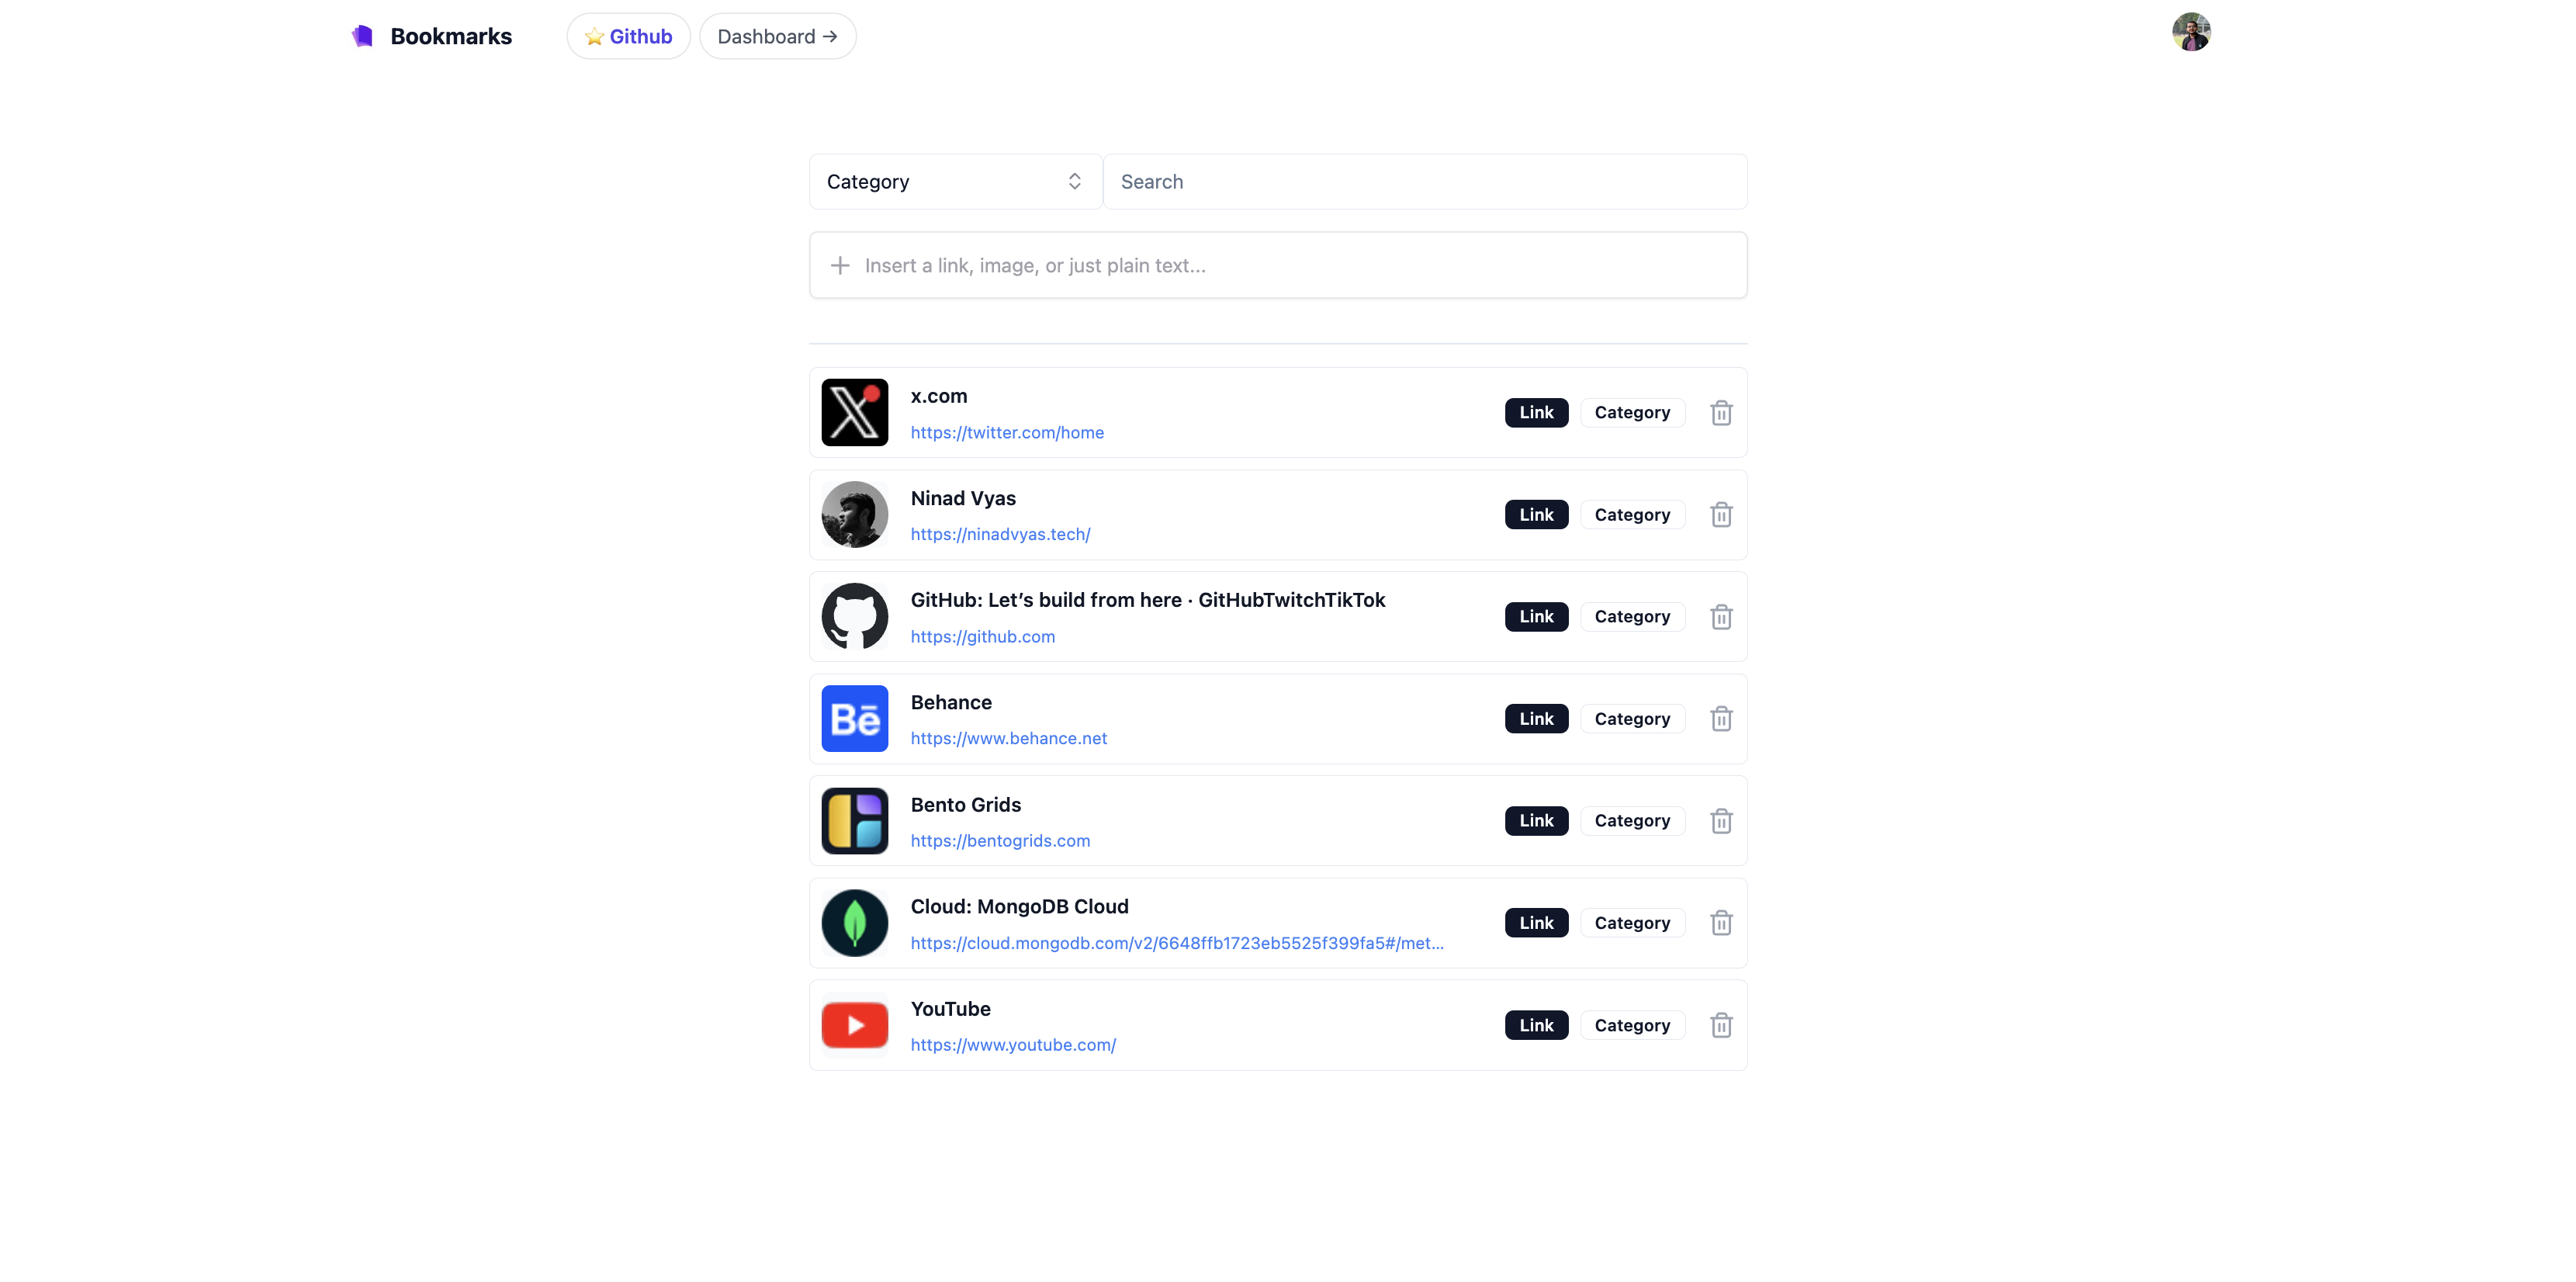 Bookmarks
⭐ Github
Dashboard →
Category
Search
Insert a link, image, or just plain text...
x.com
https://twitter.com/home
Link
Category
Ninad Vyas
https://ninadvyas.tech/
Link
Category
GitHub: Let’s build from here · GitHubTwitchTikTok
https://github.com
Link
Category
Bē
Behance
https://www.behance.net
Link
Category
Bento Grids
https://bentogrids.com
Link
Category
Cloud: MongoDB Cloud
https://cloud.mongodb.com/v2/6648ffb1723eb5525f399fa5#/met...
Link
Category
YouTube
https://www.youtube.com/
Link
Category